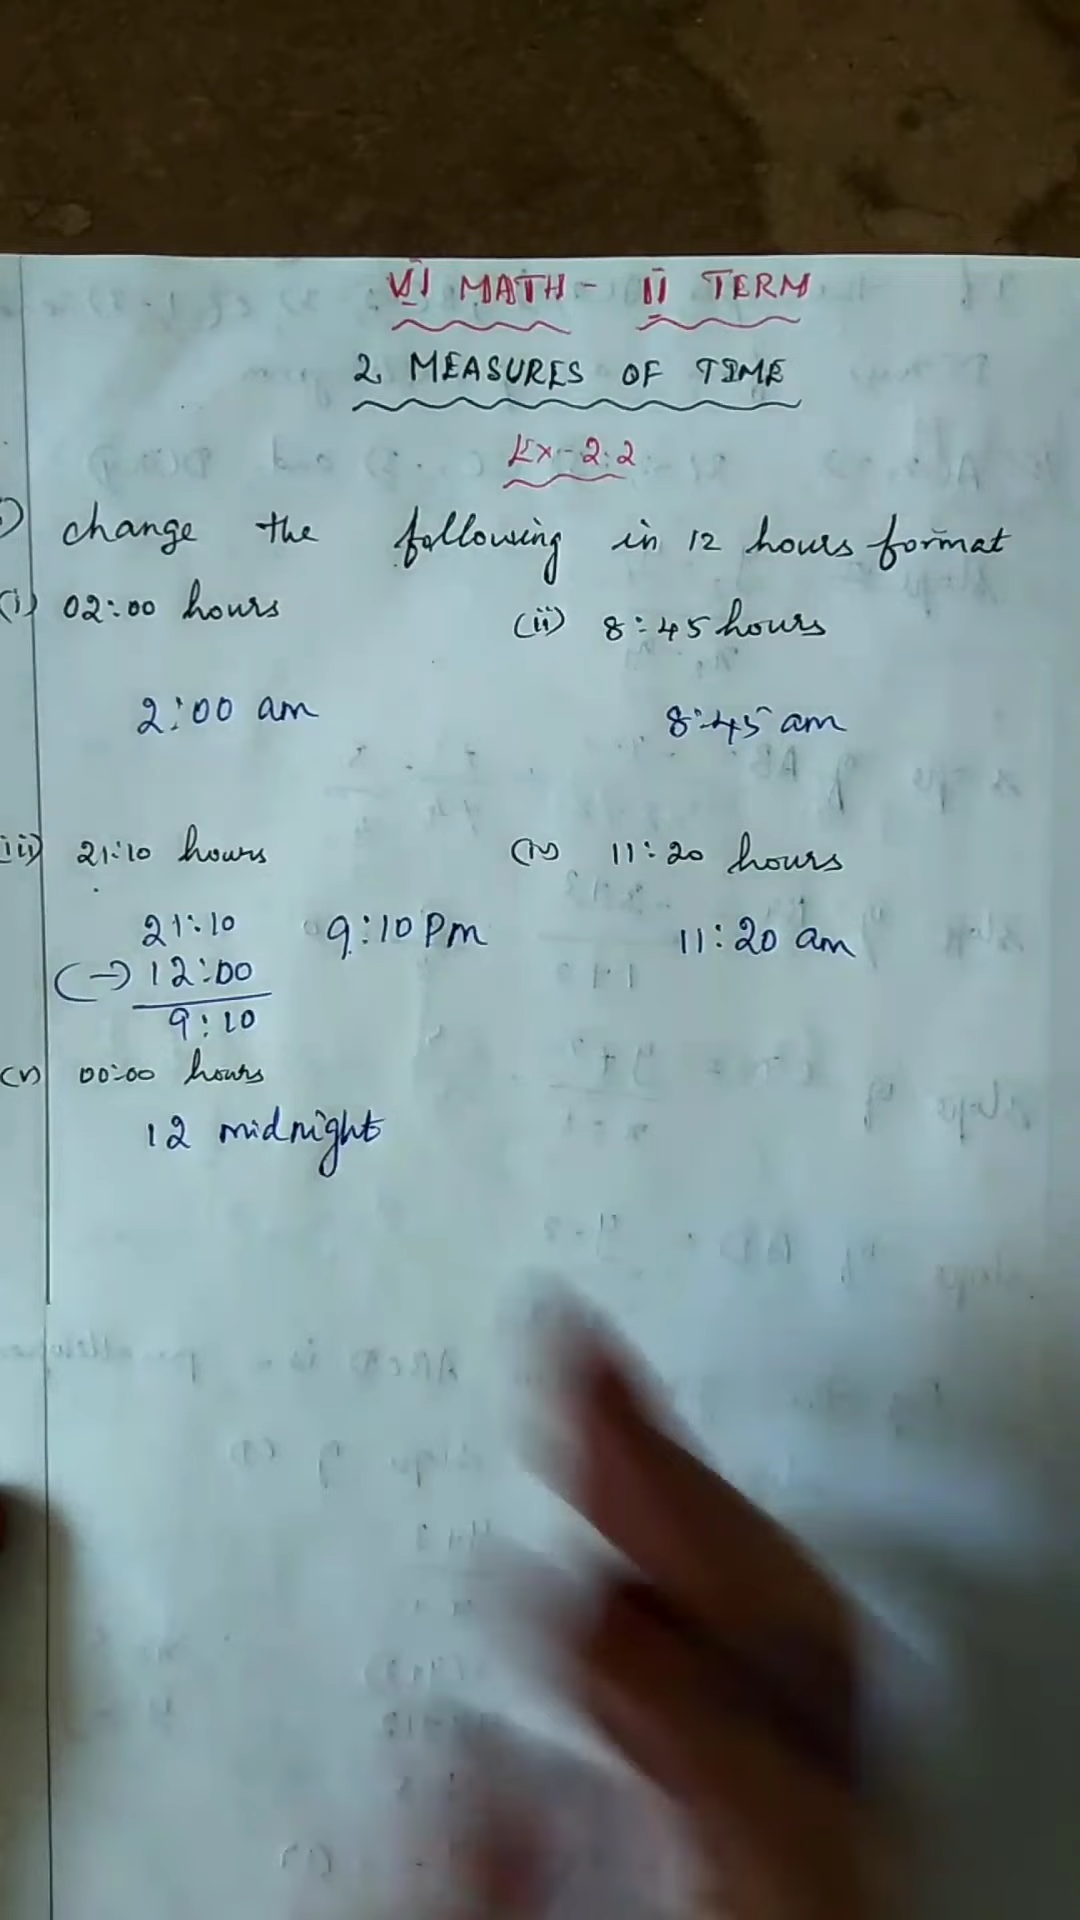 VI MATH - II TERM
2. MEASURES OF TIME
Ex-2.2
change the following in 12 hours format
(i) 02:00 hours
(ii) 8:45 hours
2:00 am
8:45 am
iii) 21:10 hours
(iv) 11:20 hours
21:10
9:10 Pm
11:20 am
(-) 12:00
9:10
(v) 00:00 hours
12 midnight